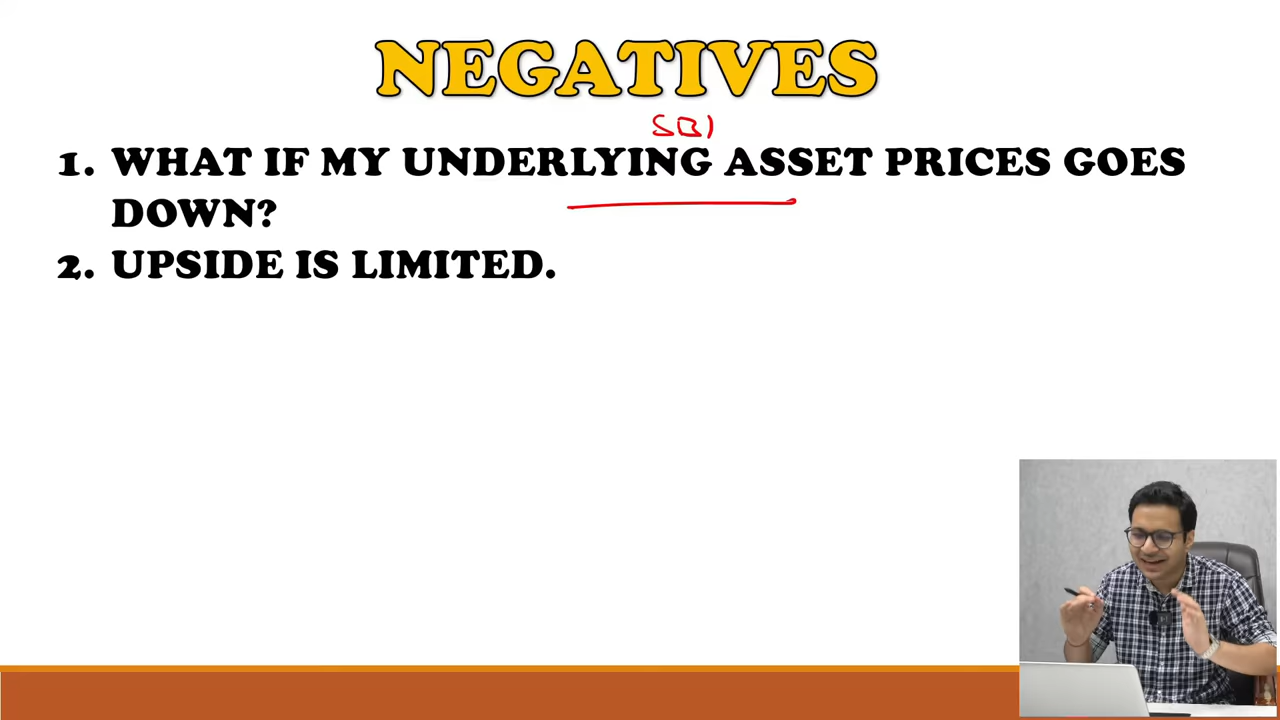 NEGATIVES
SBI
1. WHAT IF MY UNDERLYING ASSET PRICES GOES
DOWN?
2. UPSIDE IS LIMITED.